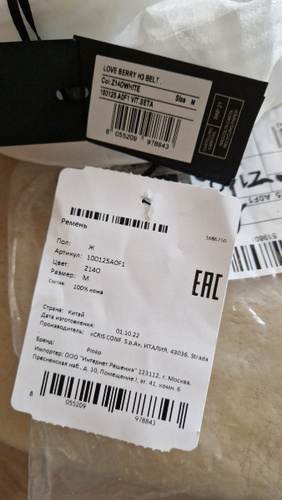 LOVE BERRY H3 BELT .
Col:Z14OWHITE
Size M
100125 A0F1 VIT.SETA
8 055209 978843
Ремень
Пол: Ж
Артикул: 100125A0F1
Цвет: Z14O
Размер: M
Состав: 100% кожа
EAC
Страна: Китай
Дата изготовления: 01.10.22
Производитель: «CRIS CONF. S.p.A», ИТАЛИЯ, 43036, Strada
Бренд: Pinko
Импортер: ООО "Интернет Решения" 123112, г. Москва,
Пресненская наб., д. 10, Помещение I, эт. 41, комн. 6
8 055209 978843